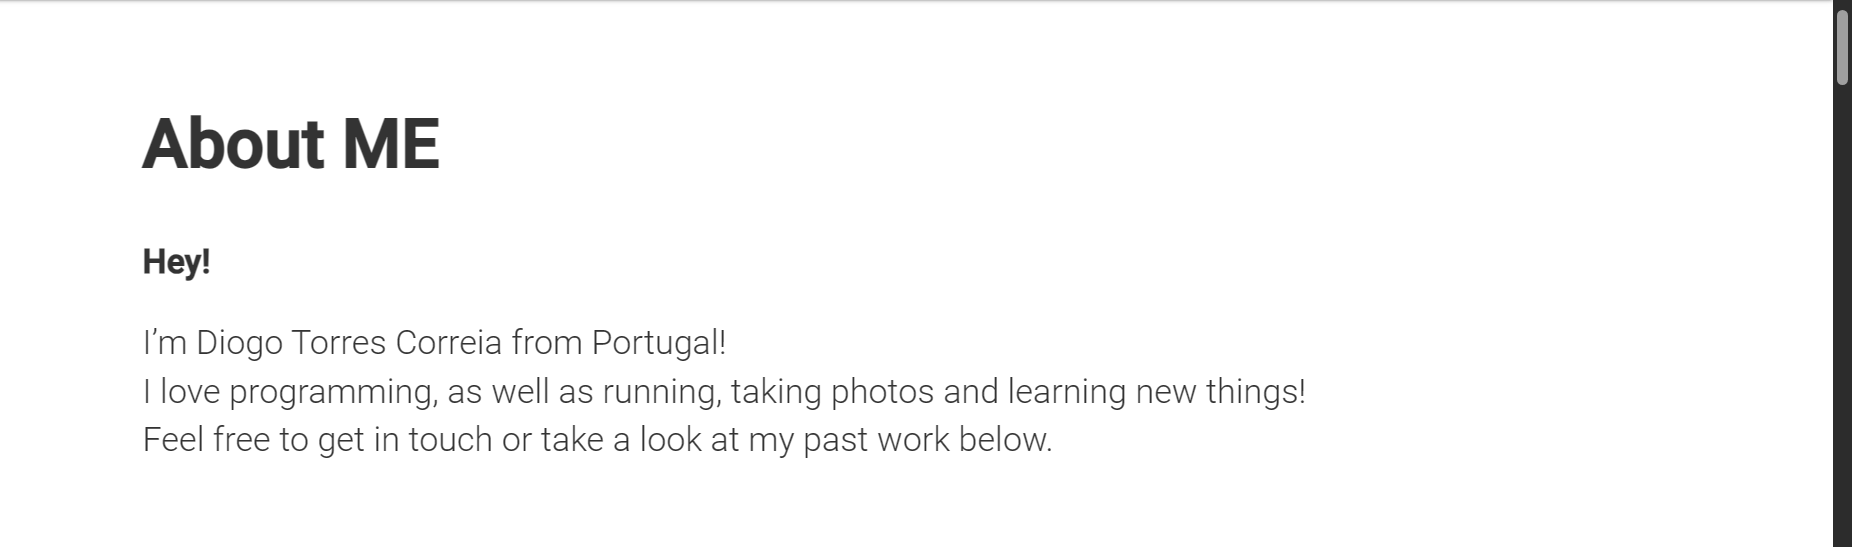 About ME
Hey!
I’m Diogo Torres Correia from Portugal!
I love programming, as well as running, taking photos and learning new things!
Feel free to get in touch or take a look at my past work below.